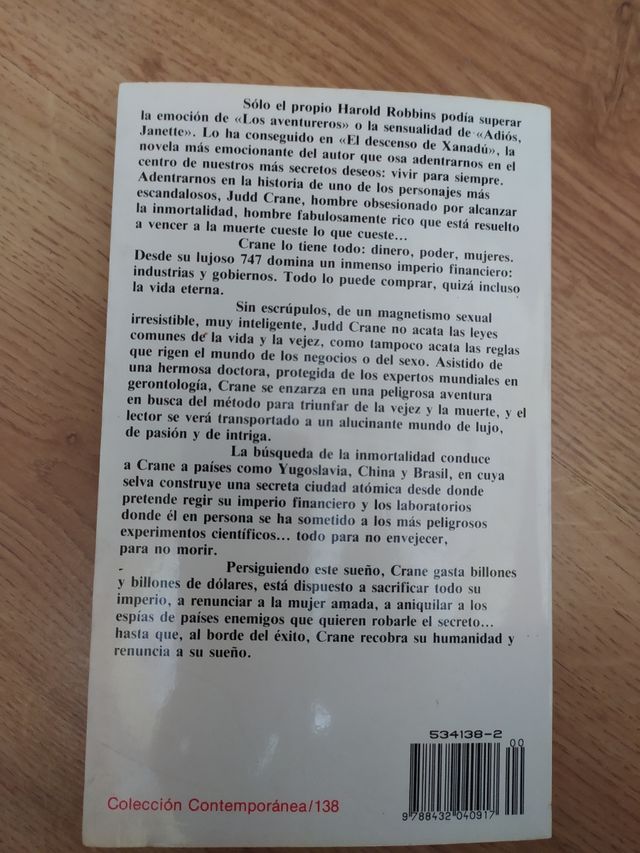 Sólo el propio Harold Robbins podía superar
la emoción de «Los aventureros» o la sensualidad de «Adiós,
Janette». Lo ha conseguido en «El descenso de Xanadú», la
novela más emocionante del autor que osa adentrarnos en el
centro de nuestros más secretos deseos: vivir para siempre.
Adentrarnos en la historia de uno de los personajes más
escandalosos, Judd Crane, hombre obsesionado por alcanzar
la inmortalidad, hombre fabulosamente rico que está resuelto
a vencer a la muerte cueste lo que cueste...
Crane lo tiene todo: dinero, poder, mujeres.
Desde su lujoso 747 domina un inmenso imperio financiero:
industrias y gobiernos. Todo lo puede comprar, quizá incluso
la vida eterna.
Sin escrúpulos, de un magnetismo sexual
irresistible, muy inteligente, Judd Crane no acata las leyes
comunes de la vida y la vejez, como tampoco acata las reglas
que rigen el mundo de los negocios o del sexo. Asistido de
una hermosa doctora, protegida de los expertos mundiales en
gerontología, Crane se enzarza en una peligrosa aventura
en busca del método para triunfar de la vejez y la muerte, y el
lector se verá transportado a un alucinante mundo de lujo,
de pasión y de intriga.
La búsqueda de la inmortalidad conduce
a Crane a países como Yugoslavia, China y Brasil, en cuya
selva construye una secreta ciudad atómica desde donde
pretende regir su imperio financiero y los laboratorios
donde él en persona se ha sometido a los más peligrosos
experimentos científicos... todo para no envejecer,
para no morir.
Persiguiendo este sueño, Crane gasta billones
y billones de dólares, está dispuesto a sacrificar todo su
imperio, a renunciar a la mujer amada, a aniquilar a los
espías de países enemigos que quieren robarle el secreto...
hasta que, al borde del éxito, Crane recobra su humanidad y
renuncia a su sueño.
534138-2
00
9 788432 040917
Colección Contemporánea/138